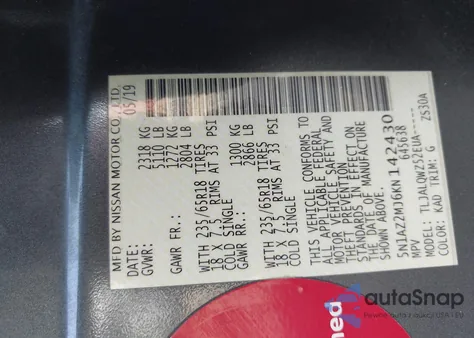 MFD BY NISSAN MOTOR CO., LTD.
DATE: 05/19
GVWR: 2318 KG
5110 LB
GAWR FR.: 1272 KG
2804 LB
WITH 235/65R18 TIRES
18 X 7.5 RIMS AT 33 PSI
COLD SINGLE
GAWR RR.: 1300 KG
2866 LB
WITH 235/65R18 TIRES
18 X 7.5 RIMS AT 33 PSI
COLD SINGLE
THIS VEHICLE CONFORMS TO
ALL APPLICABLE FEDERAL
MOTOR VEHICLE SAFETY AND
THEFT PREVENTION
STANDARDS IN EFFECT ON
THE DATE OF MANUFACTURE
SHOWN ABOVE.
5N1AZ2MJ6KN142430
MPV 645638
MODEL: TLJALQWZ52EUA-----
COLOR: KAD TRIM: G Z530A
med
autaSnap